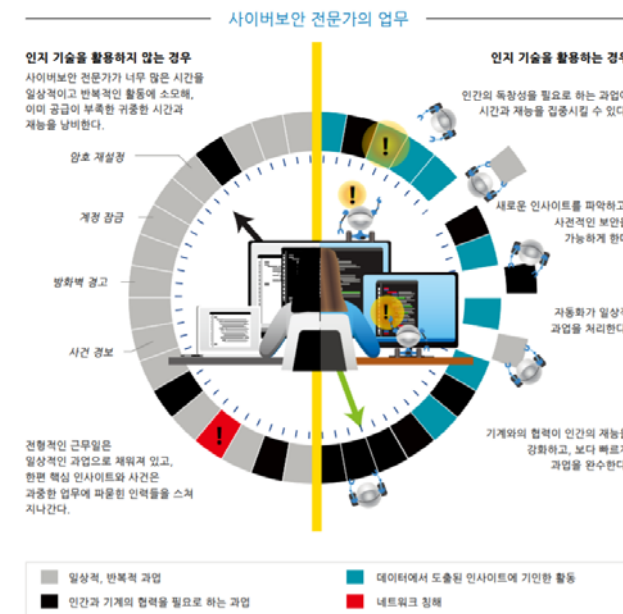 사이버보안 전문가의 업무
인지 기술을 활용하지 않는 경우
사이버보안 전문가가 너무 많은 시간을
일상적이고 반복적인 활동에 소모해,
이미 공급이 부족한 귀중한 시간과
재능을 낭비한다.
암호 재설정
계정 잠금
방화벽 경고
사건 경보
전형적인 근무일은
일상적인 과업으로 채워져 있고,
한편 핵심 인사이트와 사건은
과중한 업무에 파묻힌 인력들을 스쳐
지나간다.
인지 기술을 활용하는 경우
인간의 독창성을 필요로 하는 과업에
시간과 재능을 집중시킬 수 있다
새로운 인사이트를 파악하고
사전적인 보안을
가능하게 한다
자동화가 일상적
과업을 처리한다
기계와의 협력이 인간의 재능을
강화하고, 보다 빠르게
과업을 완수한다
일상적, 반복적 과업
데이터에서 도출된 인사이트에 기인한 활동
인간과 기계의 협력을 필요로 하는 과업
네트워크 침해